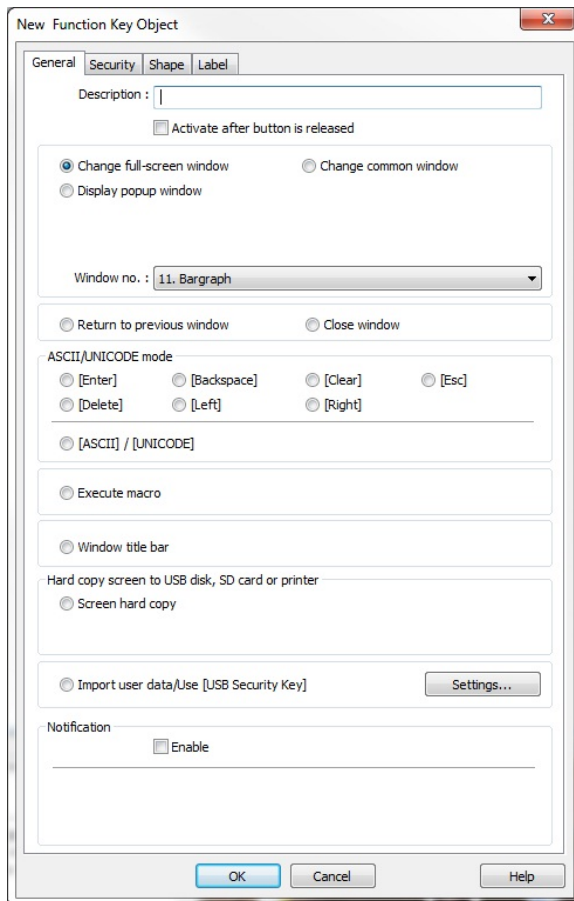 New Function Key Object
General Security Shape Label
Description :
Activate after button is released
Change full-screen window Change common window
Display popup window
Window no. : 11. Bargraph
Return to previous window Close window
ASCII/UNICODE mode
[Enter] [Backspace] [Clear] [Esc]
[Delete] [Left] [Right]
[ASCII] / [UNICODE]
Execute macro
Window title bar
Hard copy screen to USB disk, SD card or printer
Screen hard copy
Import user data/Use [USB Security Key] Settings...
Notification
Enable
OK Cancel Help